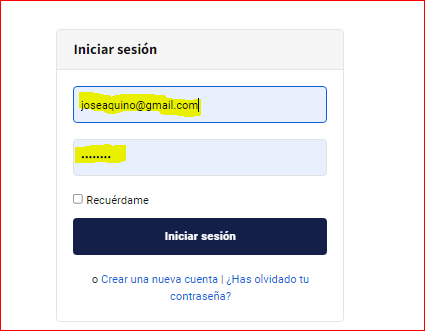 Iniciar sesión
joseaquino@gmail.com
........
Recuérdame
Iniciar sesión
o Crear una nueva cuenta | ¿Has olvidado tu
contraseña?